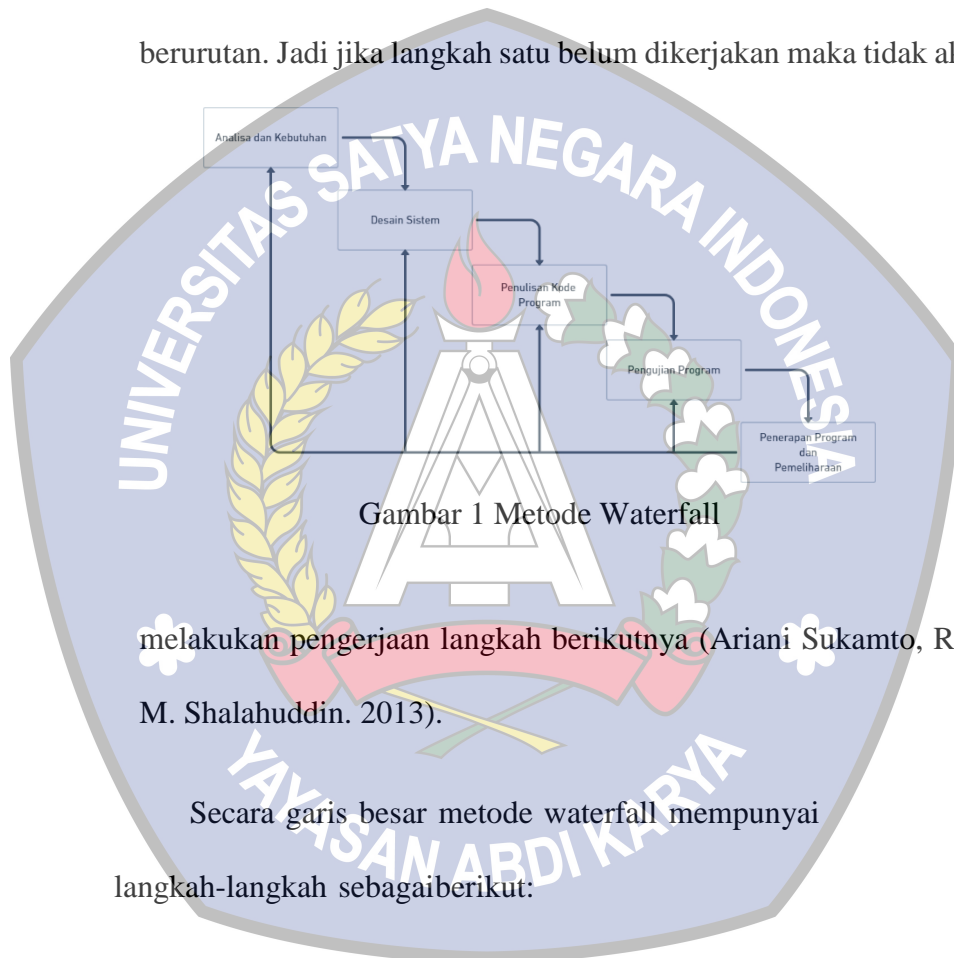 berurutan. Jadi jika langkah satu belum dikerjakan maka tidak
Analisa dan Kebutuhan
Desain Sistem
Penulisan Kode
Program
Pengujian Program
Penerapan Program
dan
Pemeliharaan
Gambar 1 Metode Waterfall
melakukan pengerjaan langkah berikutnya (Ariani Sukamto, R
M. Shalahuddin. 2013).
Secara garis besar metode waterfall mempunyai
langkah-langkah sebagaiberikut:
UNIVERSITAS SATYA NEGARA INDONESIA
YAYASAN ABDI KARYA